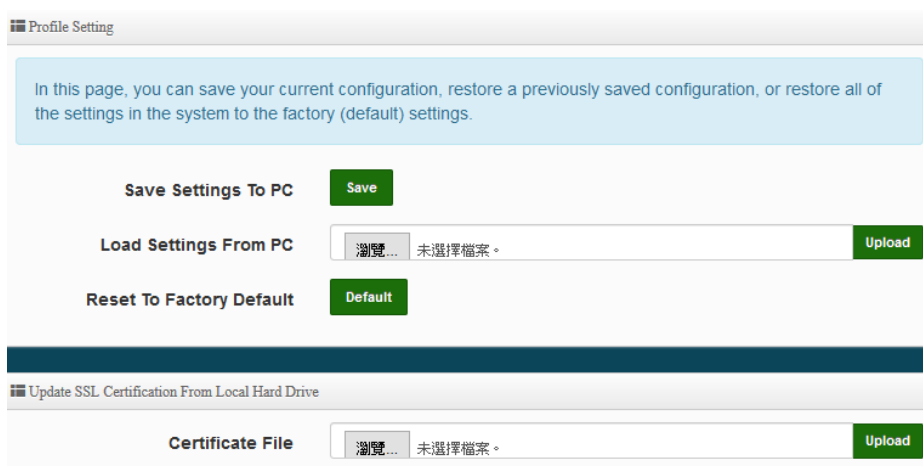 Profile Setting
In this page, you can save your current configuration, restore a previously saved configuration, or restore all of
the settings in the system to the factory (default) settings.
Save Settings To PC Save
Load Settings From PC 瀏覽... 未選擇檔案。 Upload
Reset To Factory Default Default
Update SSL Certification From Local Hard Drive
Certificate File 瀏覽... 未選擇檔案。 Upload